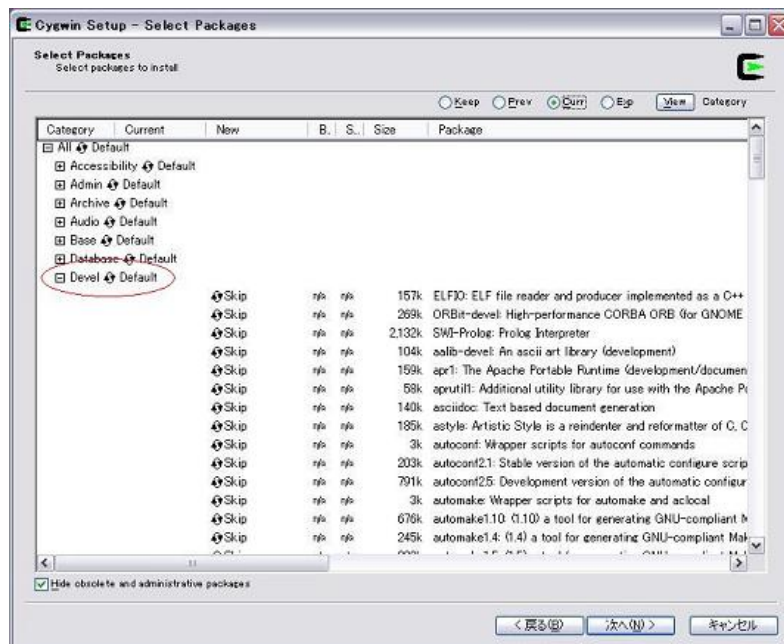 Cygwin Setup - Select Packages
Select Packages
Select packages to install
Keep Prev Curr Exp View Category
Category Current New B. S.. Size Package
All Default
Accessibility Default
Admin Default
Archive Default
Audio Default
Base Default
Database Default
Devel Default
Skip n/a n/a 157k ELFIO: ELF file reader and producer implemented as a C++
Skip n/a n/a 269k ORBit-devel: High-performance CORBA ORB (for GNOME
Skip n/a n/a 2,132k SWI-Prolog: Prolog Interpreter
Skip n/a n/a 104k aalib-devel: An ascii art library (development)
Skip n/a n/a 159k apr1: The Apache Portable Runtime (development/documen
Skip n/a n/a 58k aprutil1: Additional utility library for use with the Apache Po
Skip n/a n/a 140k asciidoc: Text based document generation
Skip n/a n/a 185k astyle: Artistic Style is a reindenter and reformatter of C, C
Skip n/a n/a 3k autoconf: Wrapper scripts for autoconf commands
Skip n/a n/a 203k autoconf2.1: Stable version of the automatic configure scrip
Skip n/a n/a 791k autoconf2.5: Development version of the automatic configur
Skip n/a n/a 3k automake: Wrapper scripts for automake and aclocal
Skip n/a n/a 676k automake1.10: (1.10) a tool for generating GNU-compliant M
Skip n/a n/a 245k automake1.4: (1.4) a tool for generating GNU-compliant Mak
Hide obsolete and administrative packages
< 戻る(B) 次へ(N) > キャンセル